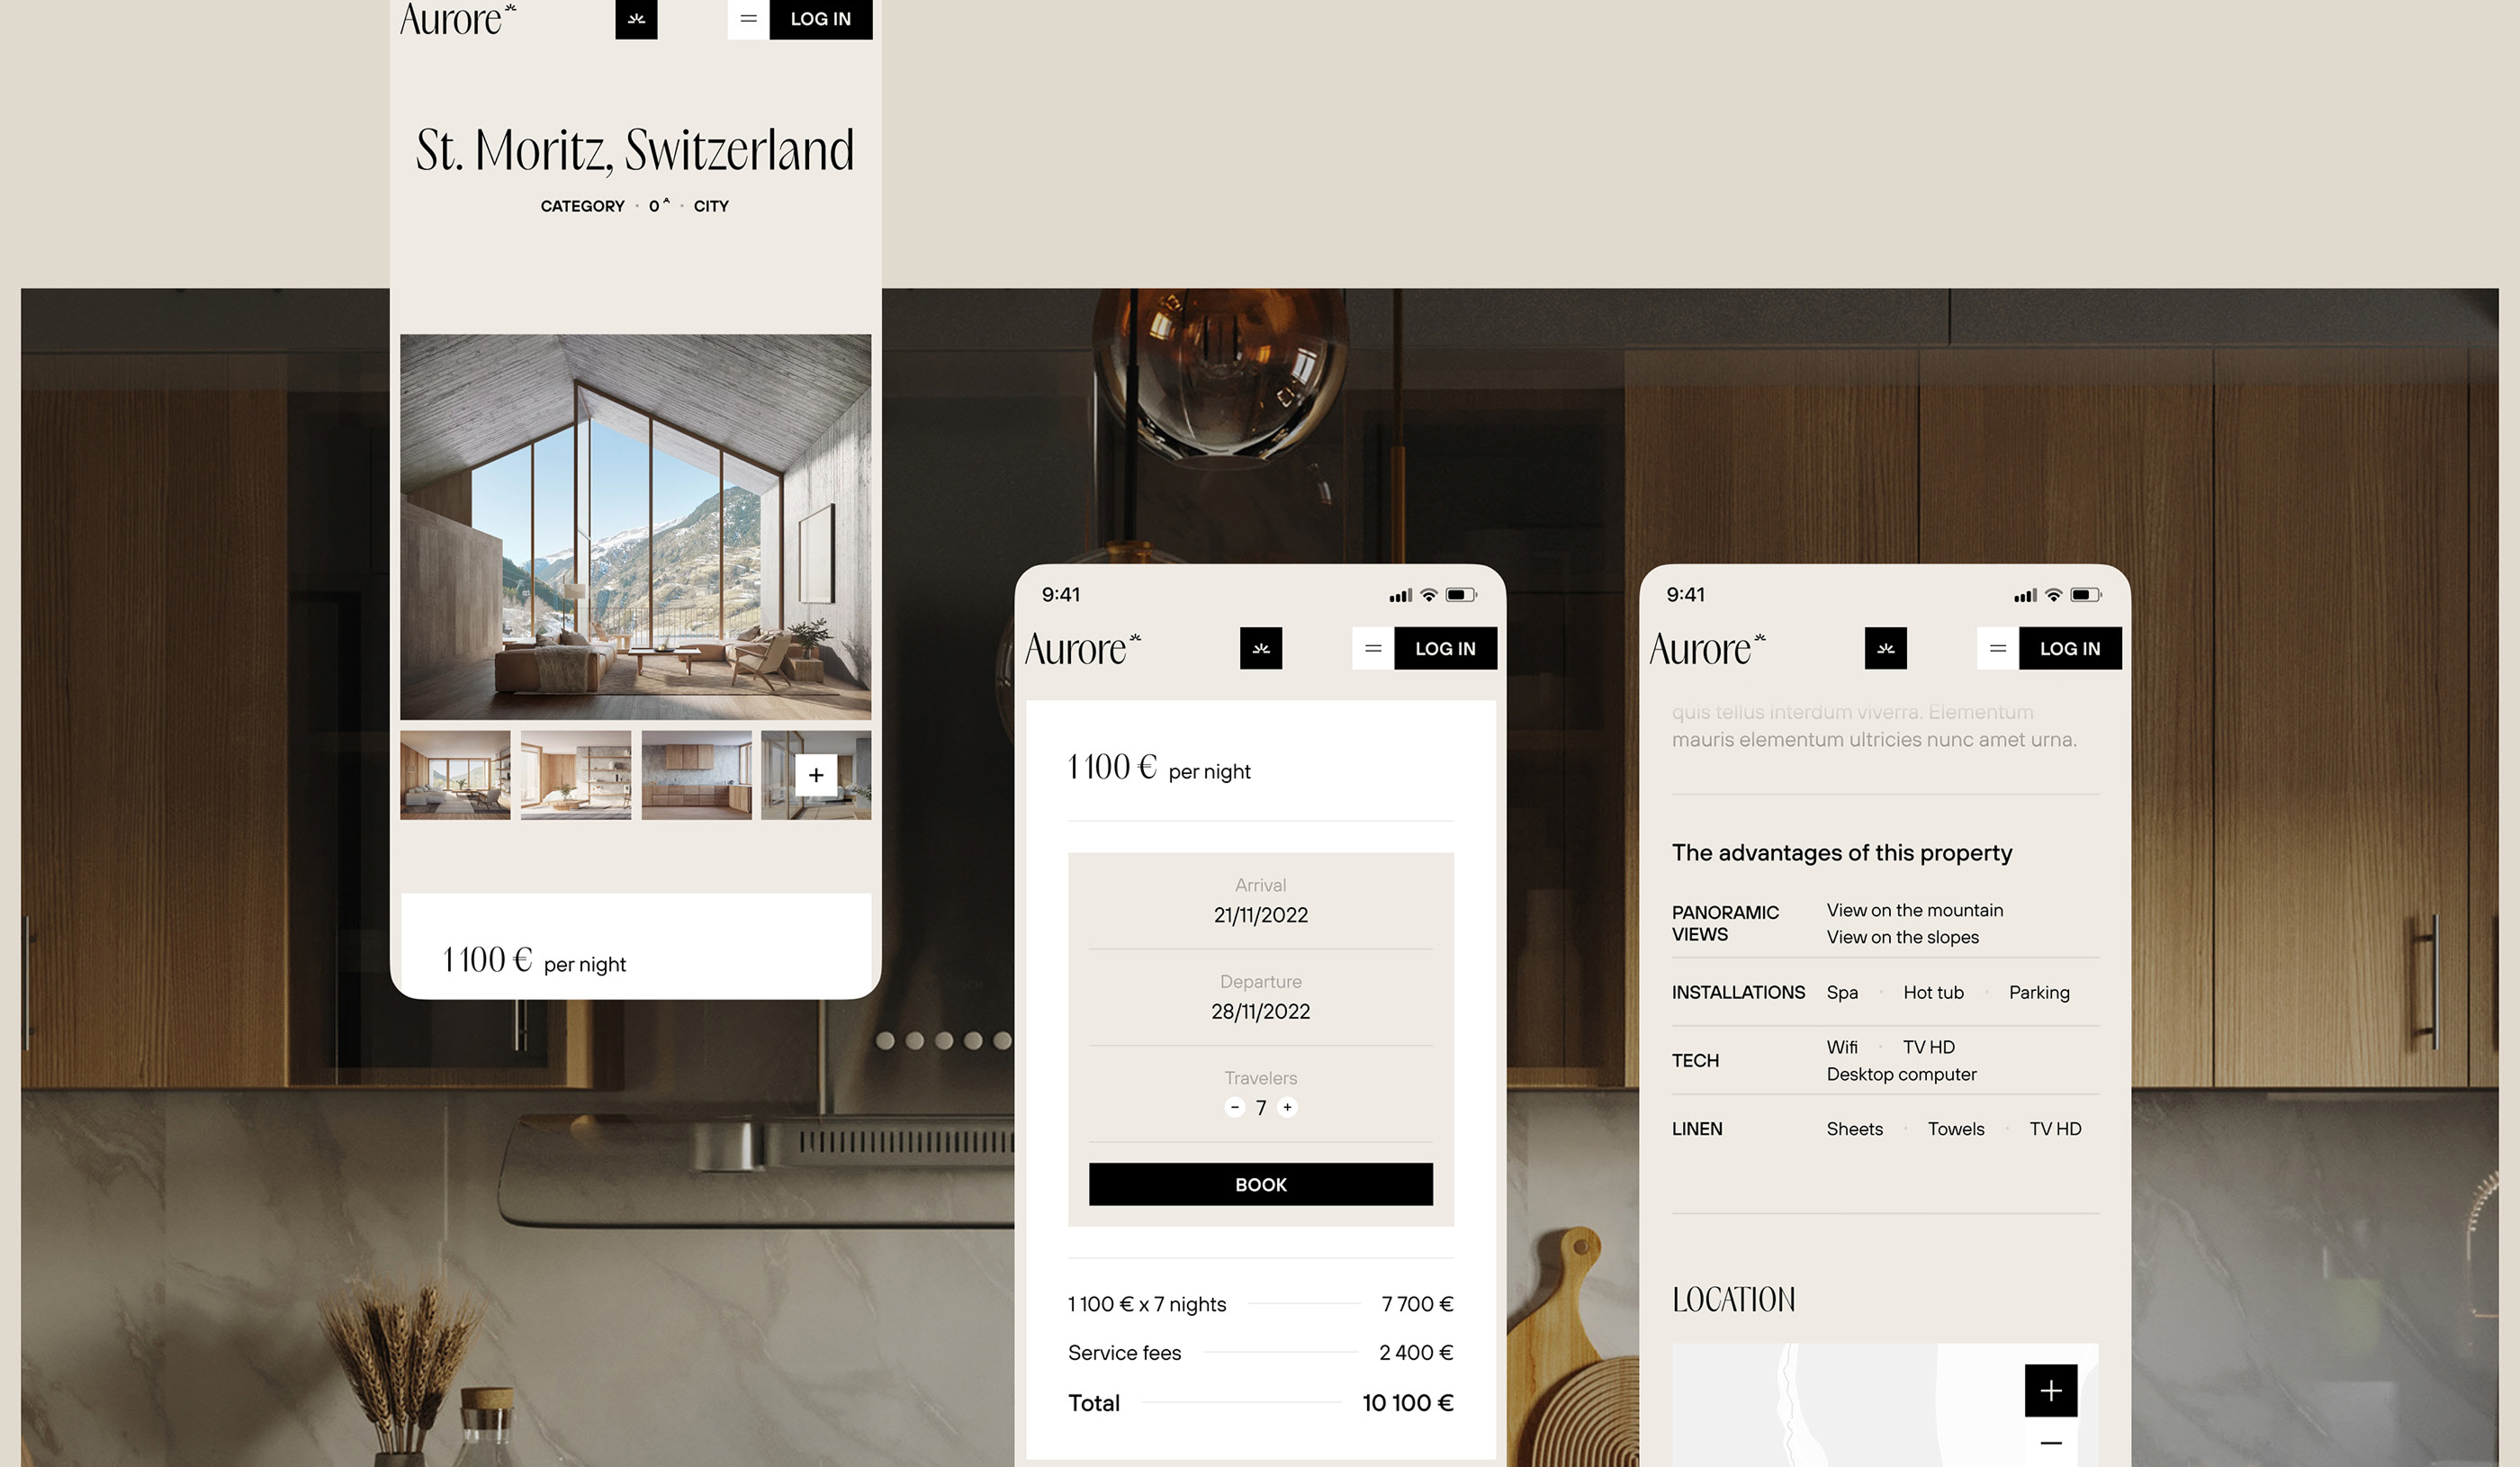 Aurore*
LOG IN
St. Moritz, Switzerland
CATEGORY · 0 ^ · CITY
1 100 € per night
9:41
Aurore*
LOG IN
1 100 € per night
Arrival
21/11/2022
Departure
28/11/2022
Travelers
− 7 +
BOOK
1 100 € x 7 nights 7 700 €
Service fees 2 400 €
Total 10 100 €
9:41
Aurore*
LOG IN
quis tellus interdum viverra. Elementum
mauris elementum ultricies nunc amet urna.
The advantages of this property
PANORAMIC
VIEWS
View on the mountain
View on the slopes
INSTALLATIONS Spa · Hot tub · Parking
TECH
Wifi · TV HD
Desktop computer
LINEN Sheets · Towels · TV HD
LOCATION